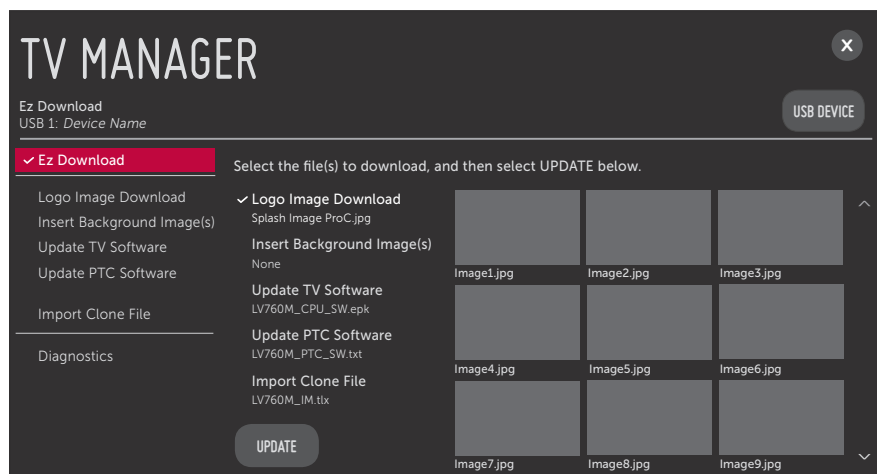 TV MANAGER
X
Ez Download
USB 1: Device Name
USB DEVICE
Ez Download
Logo Image Download
Insert Background Image(s)
Update TV Software
Update PTC Software
Import Clone File
Diagnostics
Select the file(s) to download, and then select UPDATE below.
Logo Image Download
Splash Image ProC.jpg
Insert Background Image(s)
None
Update TV Software
LV760M_CPU_SW.epk
Update PTC Software
LV760M_PTC_SW.txt
Import Clone File
LV760M_IM.tlx
UPDATE
Image1.jpg
Image2.jpg
Image3.jpg
Image4.jpg
Image5.jpg
Image6.jpg
Image7.jpg
Image8.jpg
Image9.jpg